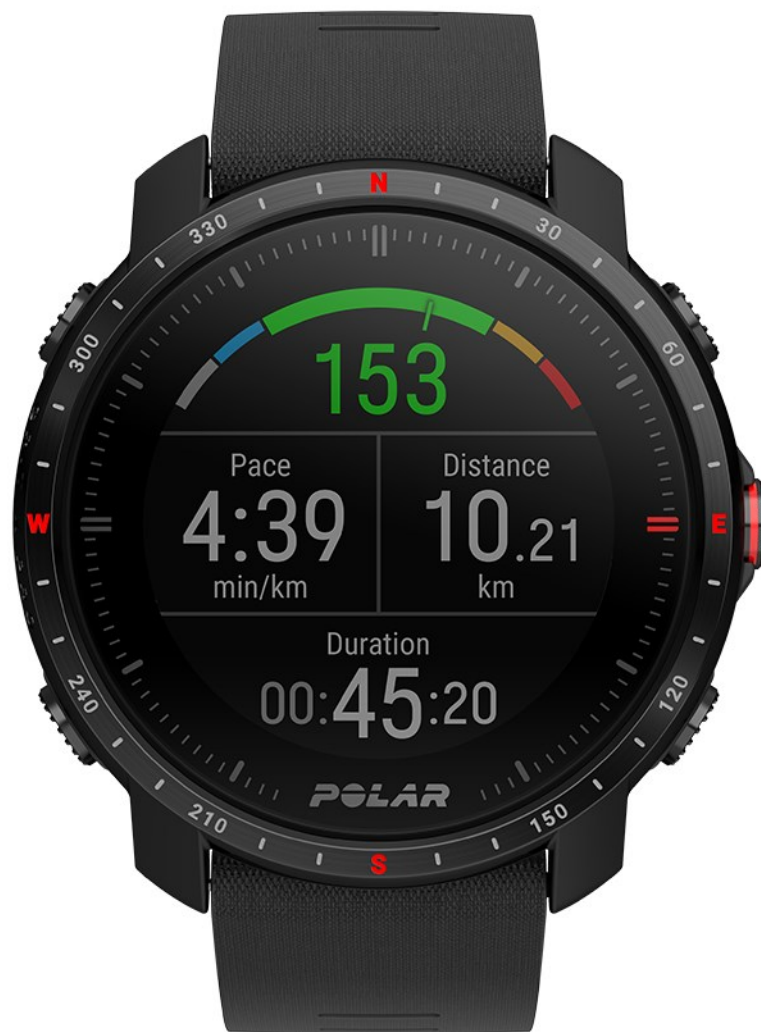 N
330 30
300 60
153
Pace Distance
4:39 10.21
min/km km
W E
Duration
00:45:20
240 120
POLAR
210 150
S